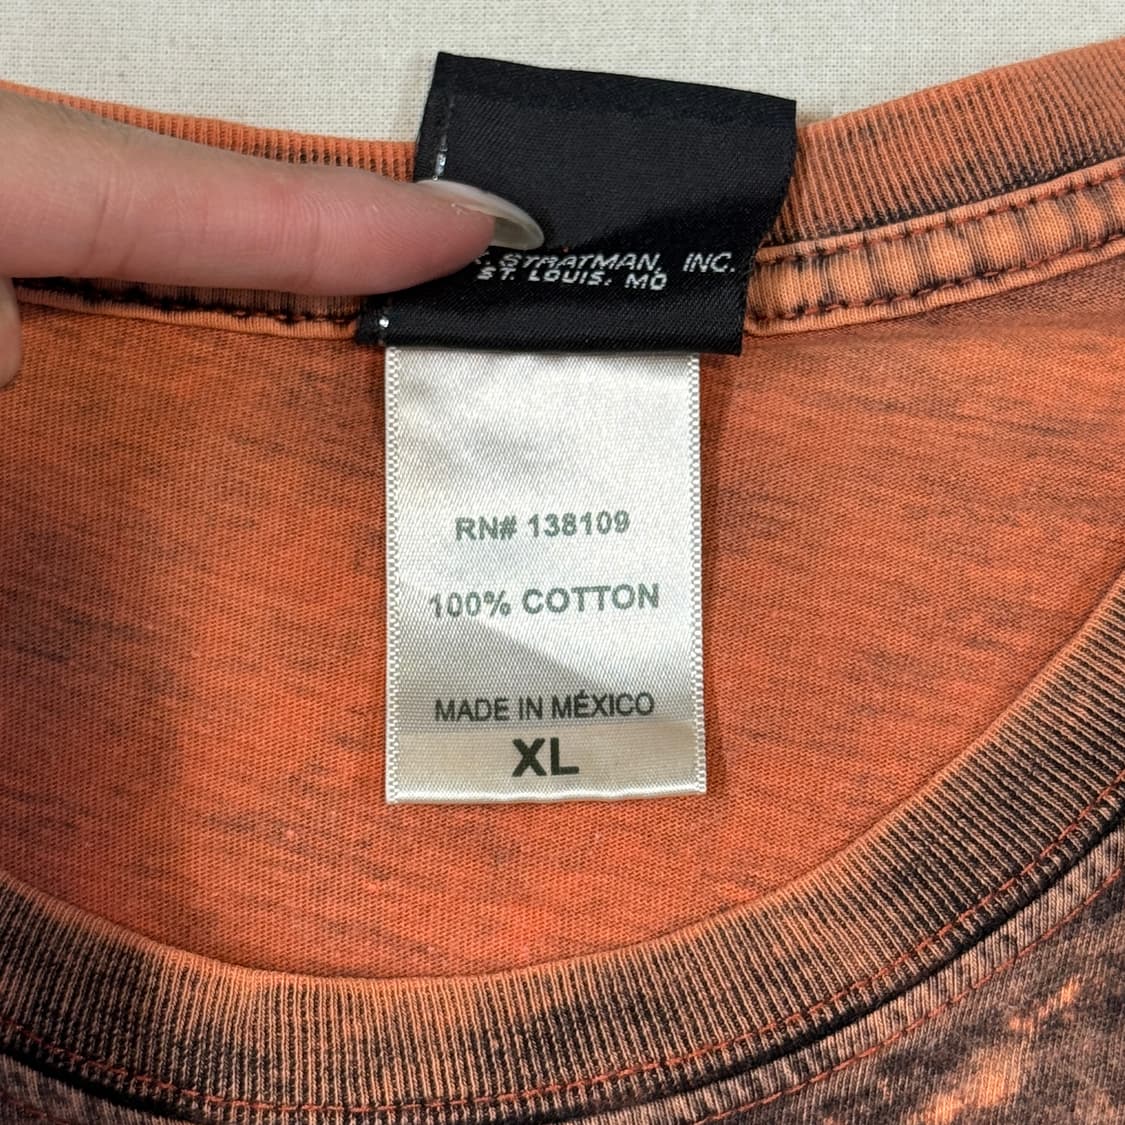 STRATMAN, INC.
ST. LOUIS, MO
RN# 138109
100% COTTON
MADE IN MÉXICO
XL